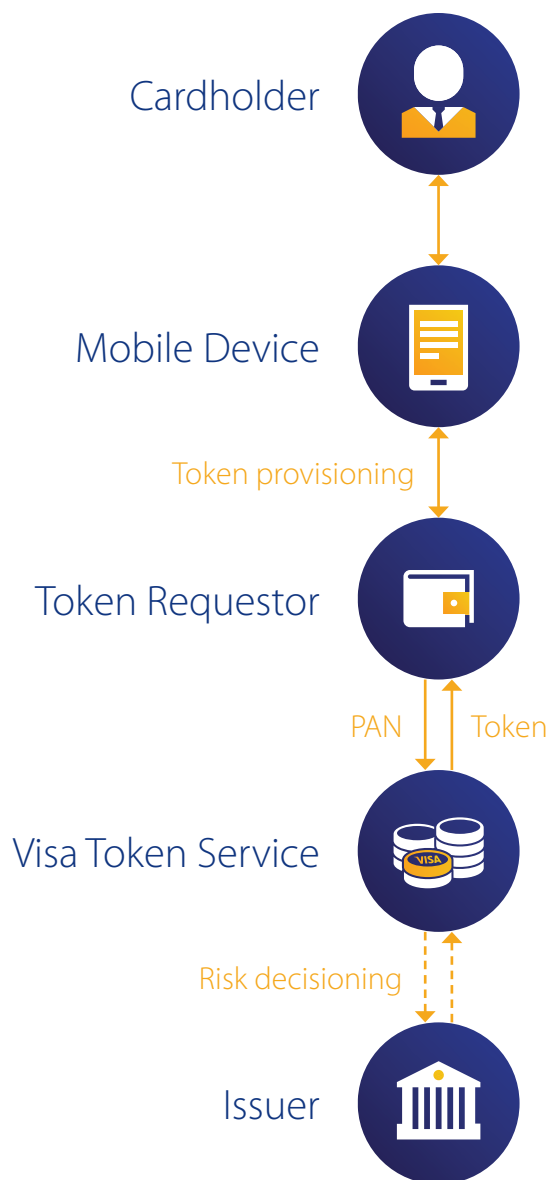 Cardholder
Mobile Device
Token provisioning
Token Requestor
PAN
Token
Visa Token Service
VISA
Risk decisioning
Issuer